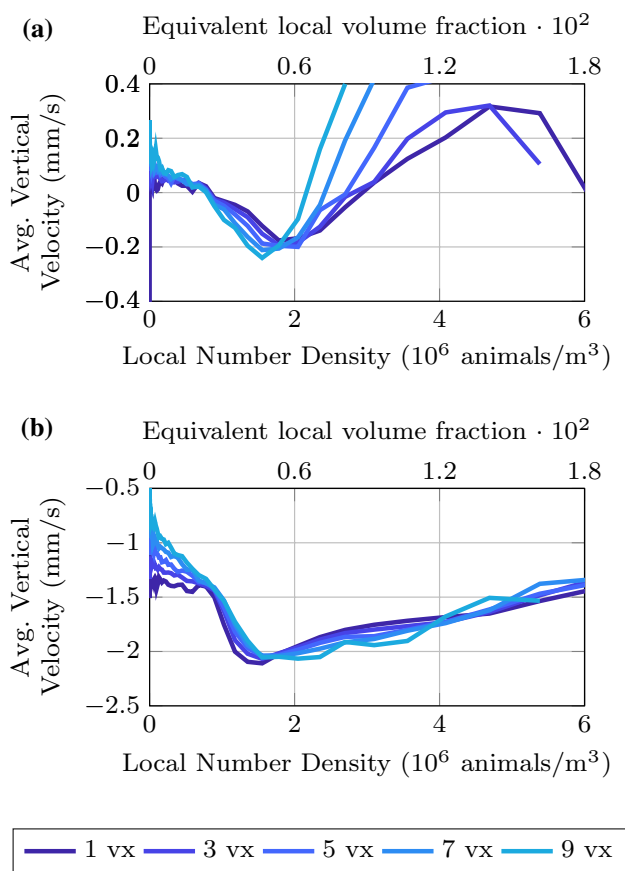 (a)
Equivalent local volume fraction · 10²
0 0.6 1.2 1.8
0.4
0.2
0
−0.2
−0.4
Avg. Vertical
Velocity (mm/s)
0 2 4 6
Local Number Density (10⁶ animals/m³)
(b)
Equivalent local volume fraction · 10²
0 0.6 1.2 1.8
−0.5
−1
−1.5
−2
−2.5
Avg. Vertical
Velocity (mm/s)
0 2 4 6
Local Number Density (10⁶ animals/m³)
1 vx 3 vx 5 vx 7 vx 9 vx